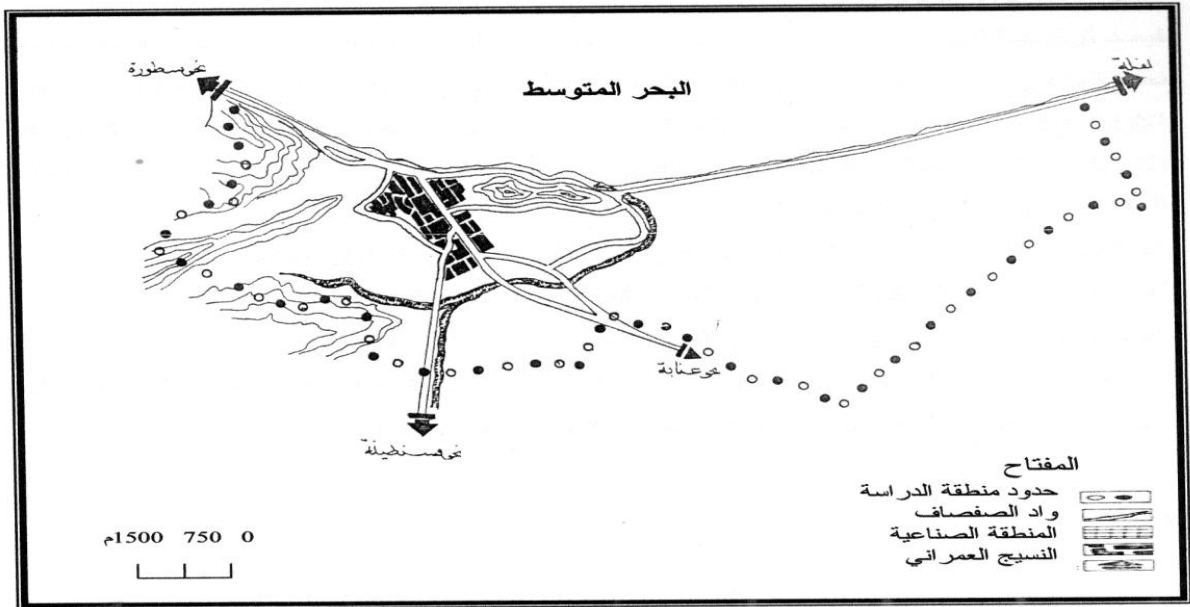 نحو سطورة
فلفلة
البحر المتوسط
نحو عنابة
نحو قسنطينة
المفتاح
حدود منطقة الدراسة
واد الصفصاف
المنطقة الصناعية
النسيج العمراني
0 750 1500م